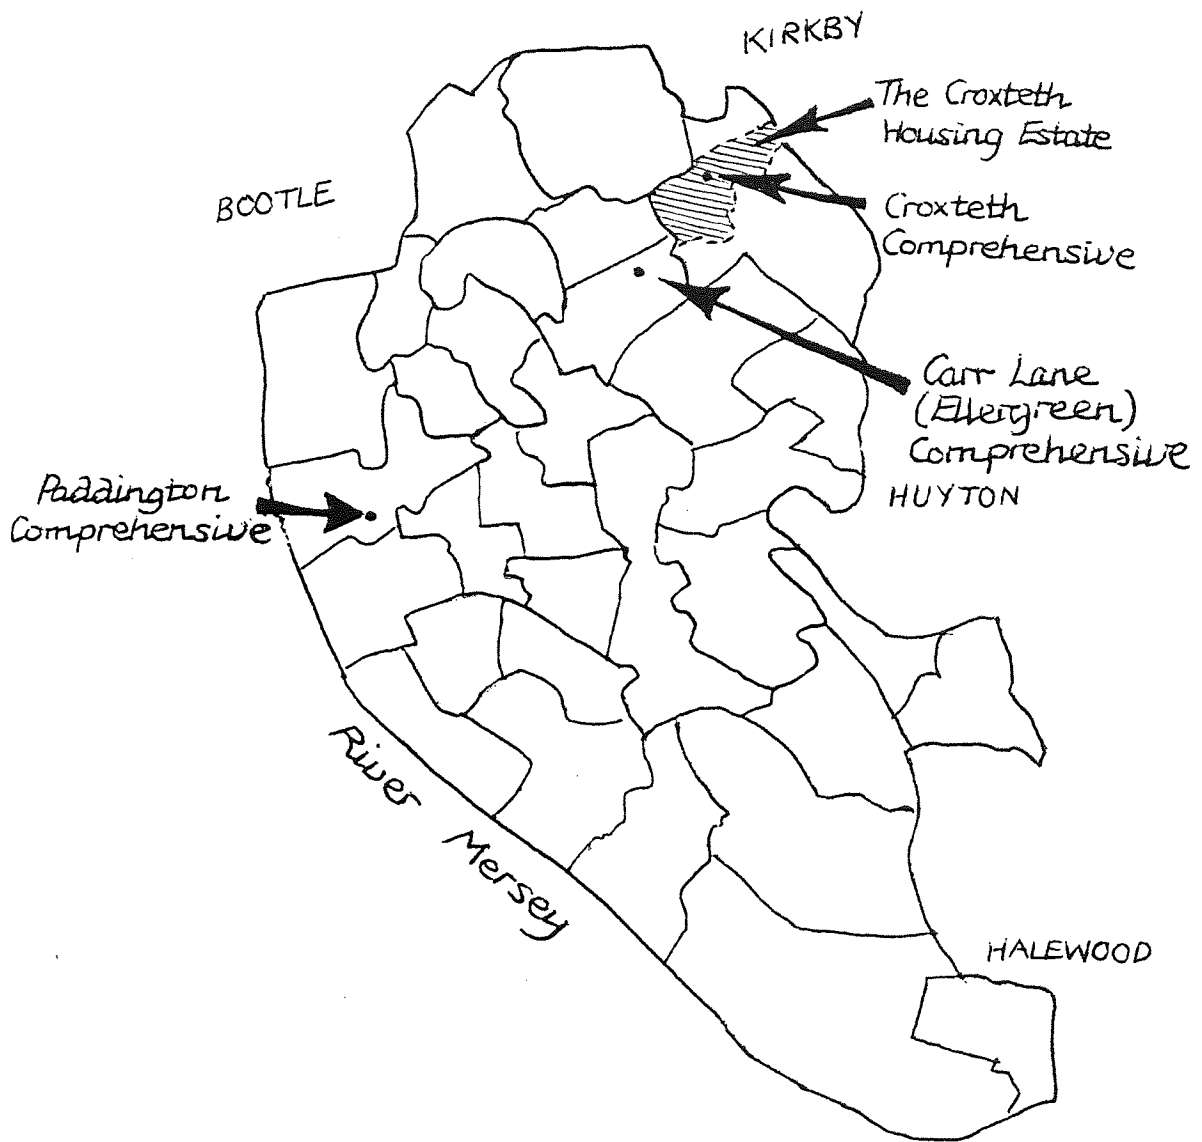 KIRKBY
The Croxteth
Housing Estate
BOOTLE
Croxteth
Comprehensive
Carr Lane
(Ellergreen)
Comprehensive
HUYTON
Paddington
Comprehensive
River Mersey
HALEWOOD